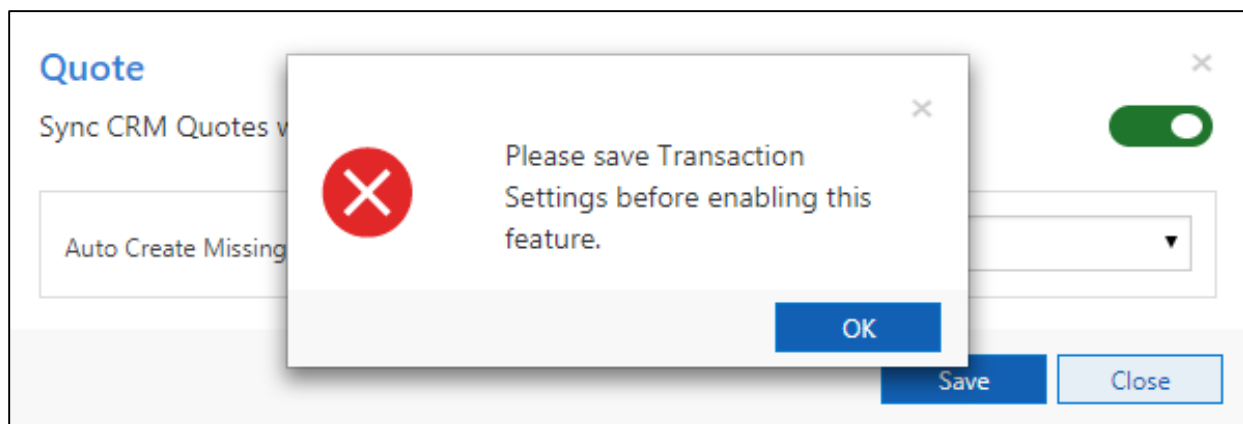 Quote
Sync CRM Quotes
Auto Create Missing
Please save Transaction
Settings before enabling this
feature.
OK
Save
Close